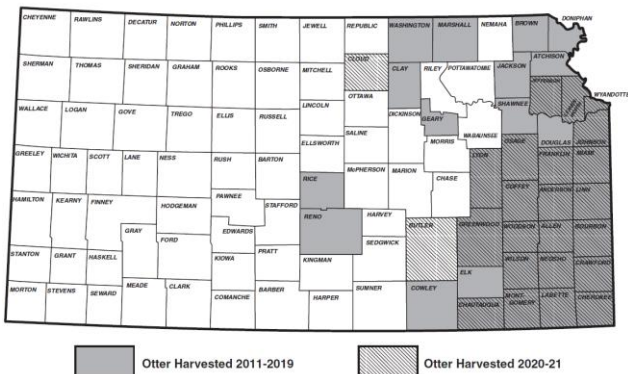 CHEYENNE RAWLINS DECATUR NORTON PHILLIPS SMITH JEWELL REPUBLIC WASHINGTON MARSHALL NEMAHA BROWN DONIPHAN
SHERMAN THOMAS SHERIDAN GRAHAM ROOKS OSBORNE MITCHELL CLOUD CLAY RILEY POTTAWATOMIE JACKSON ATCHISON
JEFFERSON WYANDOTTE
WALLACE LOGAN GOVE TREGO ELLIS RUSSELL LINCOLN OTTAWA DICKINSON GEARY WABAUNSEE SHAWNEE DOUGLAS JOHNSON
ELLSWORTH SALINE MORRIS LYON OSAGE FRANKLIN MIAMI
GREELEY WICHITA SCOTT LANE NESS RUSH BARTON RICE McPHERSON MARION CHASE COFFEY ANDERSON LINN
HAMILTON KEARNY FINNEY HODGEMAN PAWNEE STAFFORD RENO HARVEY BUTLER GREENWOOD WOODSON ALLEN BOURBON
GRAY FORD EDWARDS PRATT SEDGWICK
STANTON GRANT HASKELL KIOWA KINGMAN ELK WILSON NEOSHO CRAWFORD
MORTON STEVENS SEWARD MEADE CLARK COMANCHE BARBER HARPER SUMNER COWLEY CHAUTAUQUA MONT-
GOMERY LABETTE CHEROKEE
Otter Harvested 2011-2019 Otter Harvested 2020-21